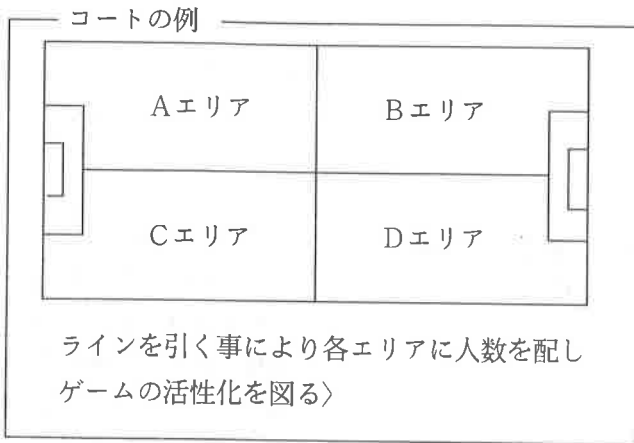 コートの例
Aエリア
Bエリア
Cエリア
Dエリア
ラインを引く事により各エリアに人数を配し
ゲームの活性化を図る〉